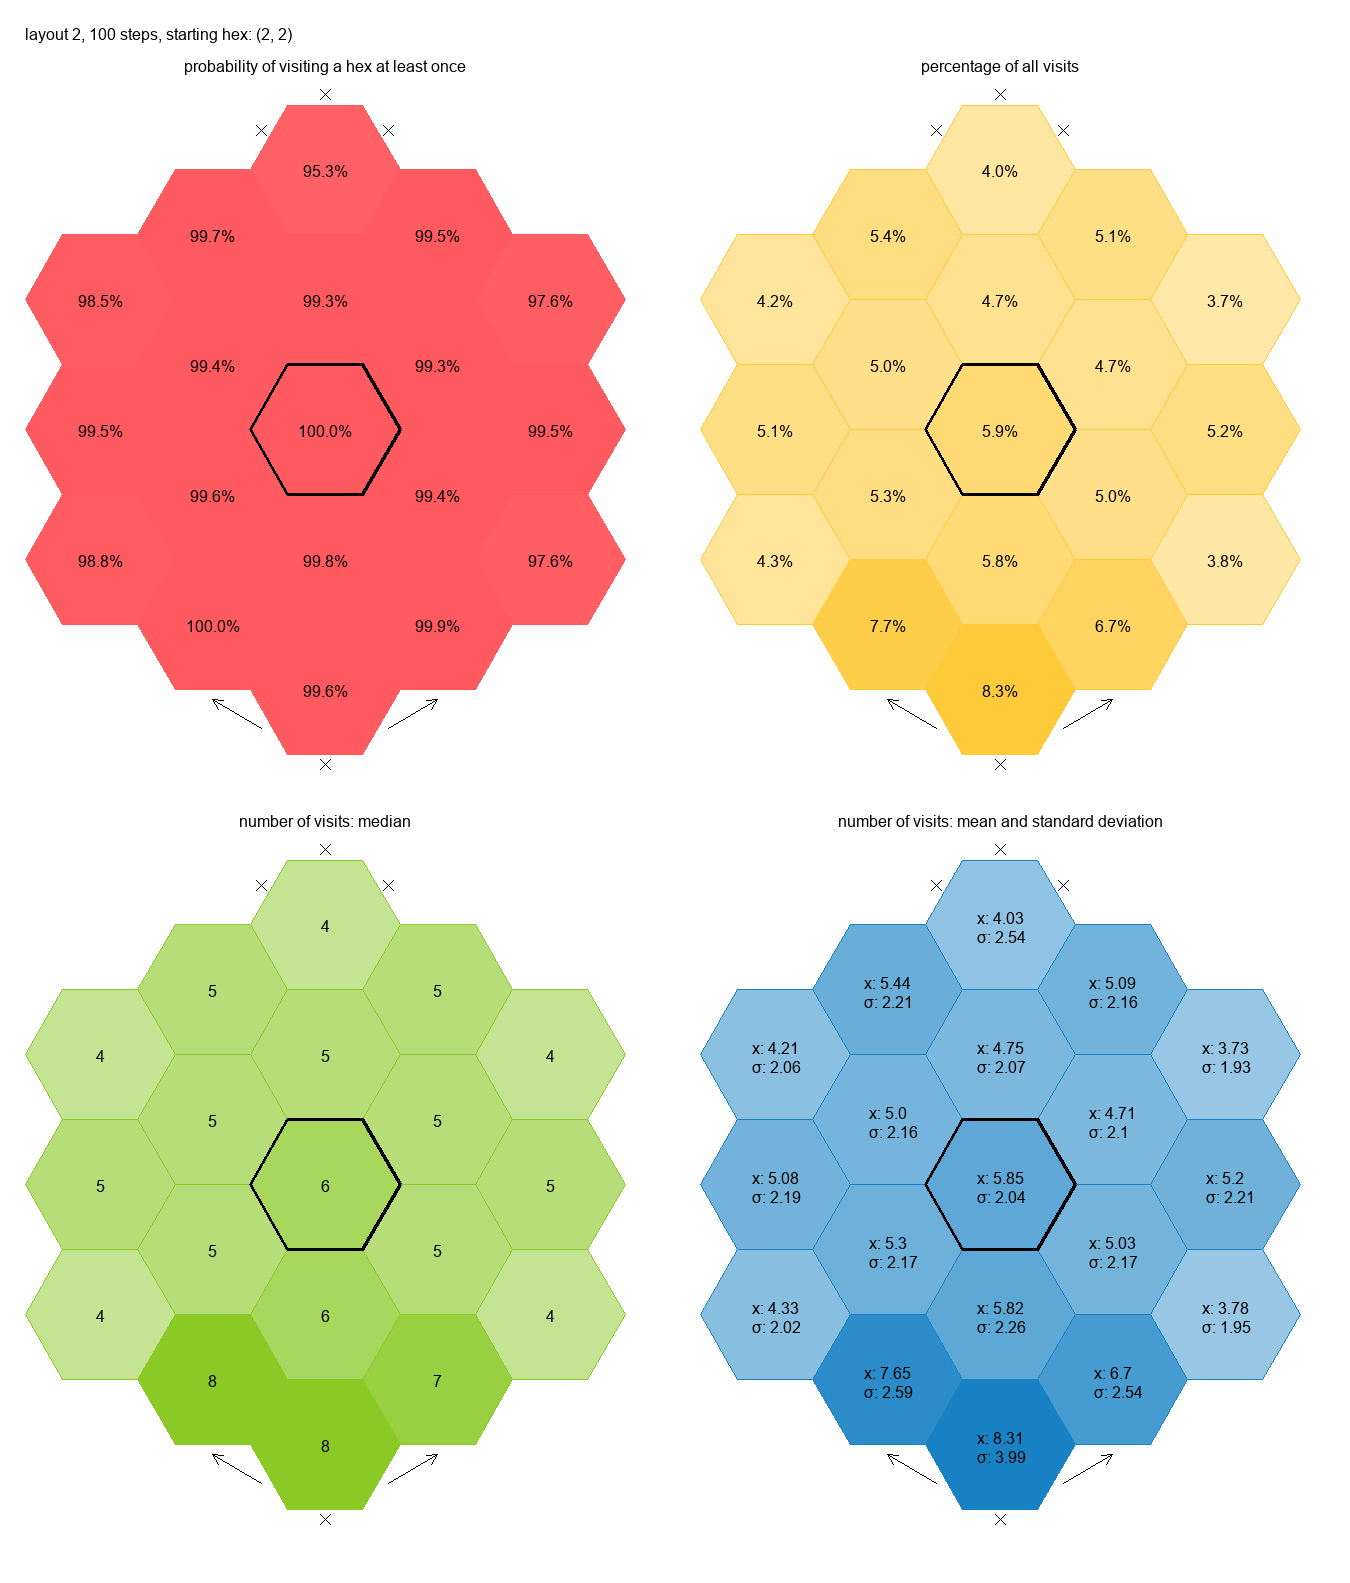 layout 2, 100 steps, starting hex: (2, 2)
probability of visiting a hex at least once
95.3%
99.7%
99.5%
98.5%
99.3%
97.6%
99.4%
99.3%
99.5%
100.0%
99.5%
99.6%
99.4%
98.8%
99.8%
97.6%
100.0%
99.9%
99.6%
percentage of all visits
4.0%
5.4%
5.1%
4.2%
4.7%
3.7%
5.0%
4.7%
5.1%
5.9%
5.2%
5.3%
5.0%
4.3%
5.8%
3.8%
7.7%
6.7%
8.3%
number of visits: median
4
5
5
4
5
4
5
5
5
6
5
5
5
4
6
4
8
7
8
number of visits: mean and standard deviation
x: 4.03
σ: 2.54
x: 5.44
σ: 2.21
x: 5.09
σ: 2.16
x: 4.21
σ: 2.06
x: 4.75
σ: 2.07
x: 3.73
σ: 1.93
x: 5.0
σ: 2.16
x: 4.71
σ: 2.1
x: 5.08
σ: 2.19
x: 5.85
σ: 2.04
x: 5.2
σ: 2.21
x: 5.3
σ: 2.17
x: 5.03
σ: 2.17
x: 4.33
σ: 2.02
x: 5.82
σ: 2.26
x: 3.78
σ: 1.95
x: 7.65
σ: 2.59
x: 6.7
σ: 2.54
x: 8.31
σ: 3.99